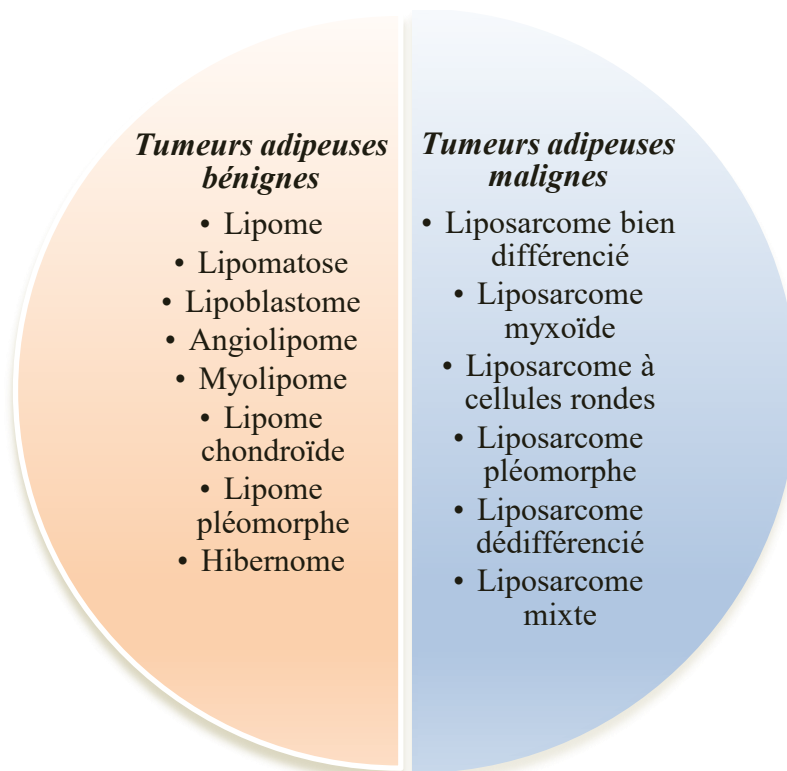 Tumeurs adipeuses
bénignes
• Lipome
• Lipomatose
• Lipoblastome
• Angiolipome
• Myolipome
• Lipome
chondroïde
• Lipome
pléomorphe
• Hibernome
Tumeurs adipeuses
malignes
• Liposarcome bien
différencié
• Liposarcome
myxoïde
• Liposarcome à
cellules rondes
• Liposarcome
pléomorphe
• Liposarcome
dédifférencié
• Liposarcome
mixte